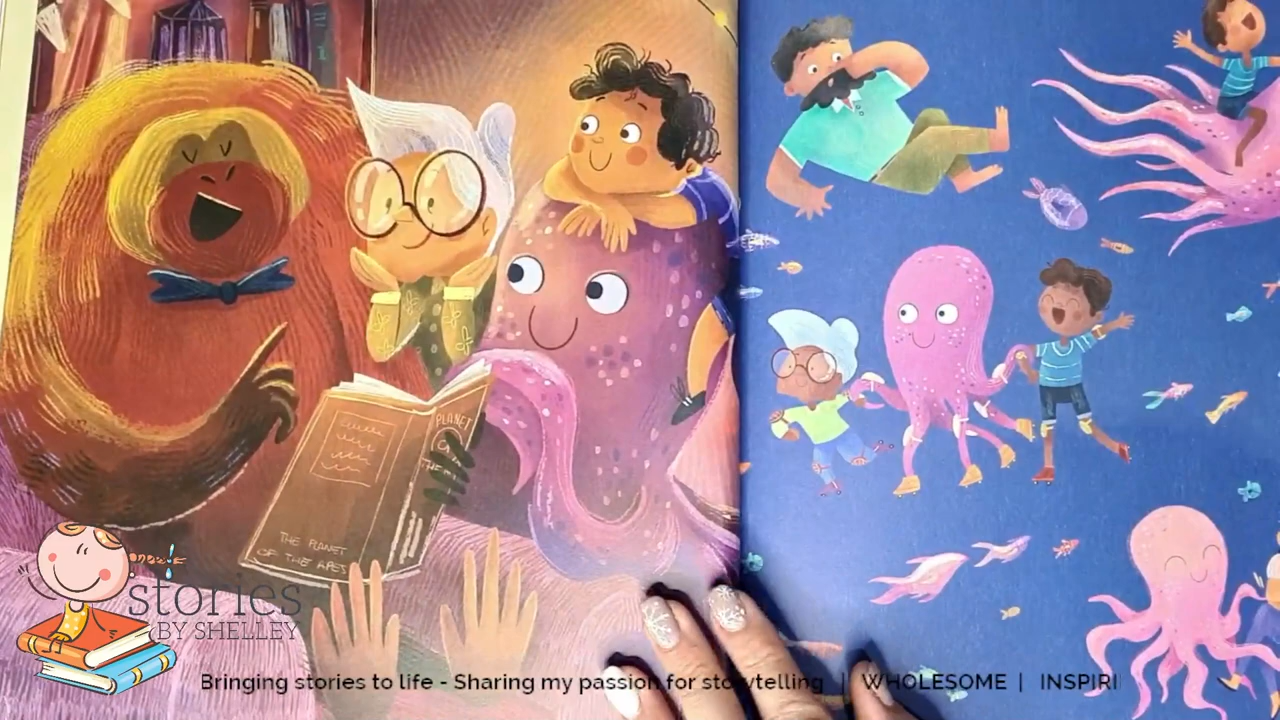 PLANET
THE
THE PLANET
OF THE APES
stories
BY SHELLEY
Bringing stories to life - Sharing my passion for storytelling | WHOLESOME | INSPIRI